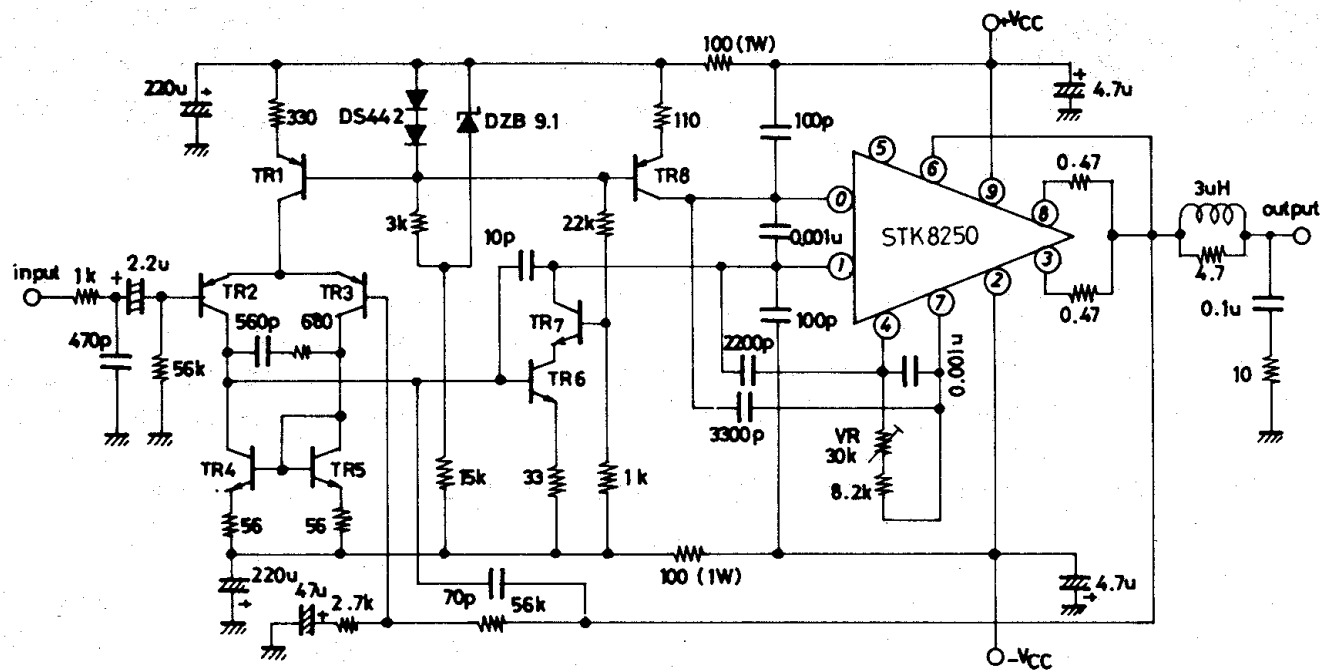 +VCC
100 (1W)
220u
+
330
DS442
DZB 9.1
110
100p
+
4.7u
5
6
0.47
TR1
TR8
9
3uH
0
8
3k
22k
10p
0.001u
STK8250
output
input
1k
+
2.2u
1
3
2
4.7
TR2
TR3
TR7
100p
7
0.47
0.1u
560p
680
4
470p
2200p
0.001u
56k
TR6
10
3300p
VR
30k
TR4
TR5
15k
33
1k
8.2k
56
56
100 (1W)
220u
+
47u
+
2.7k
70p
56k
4.7u
+
-VCC